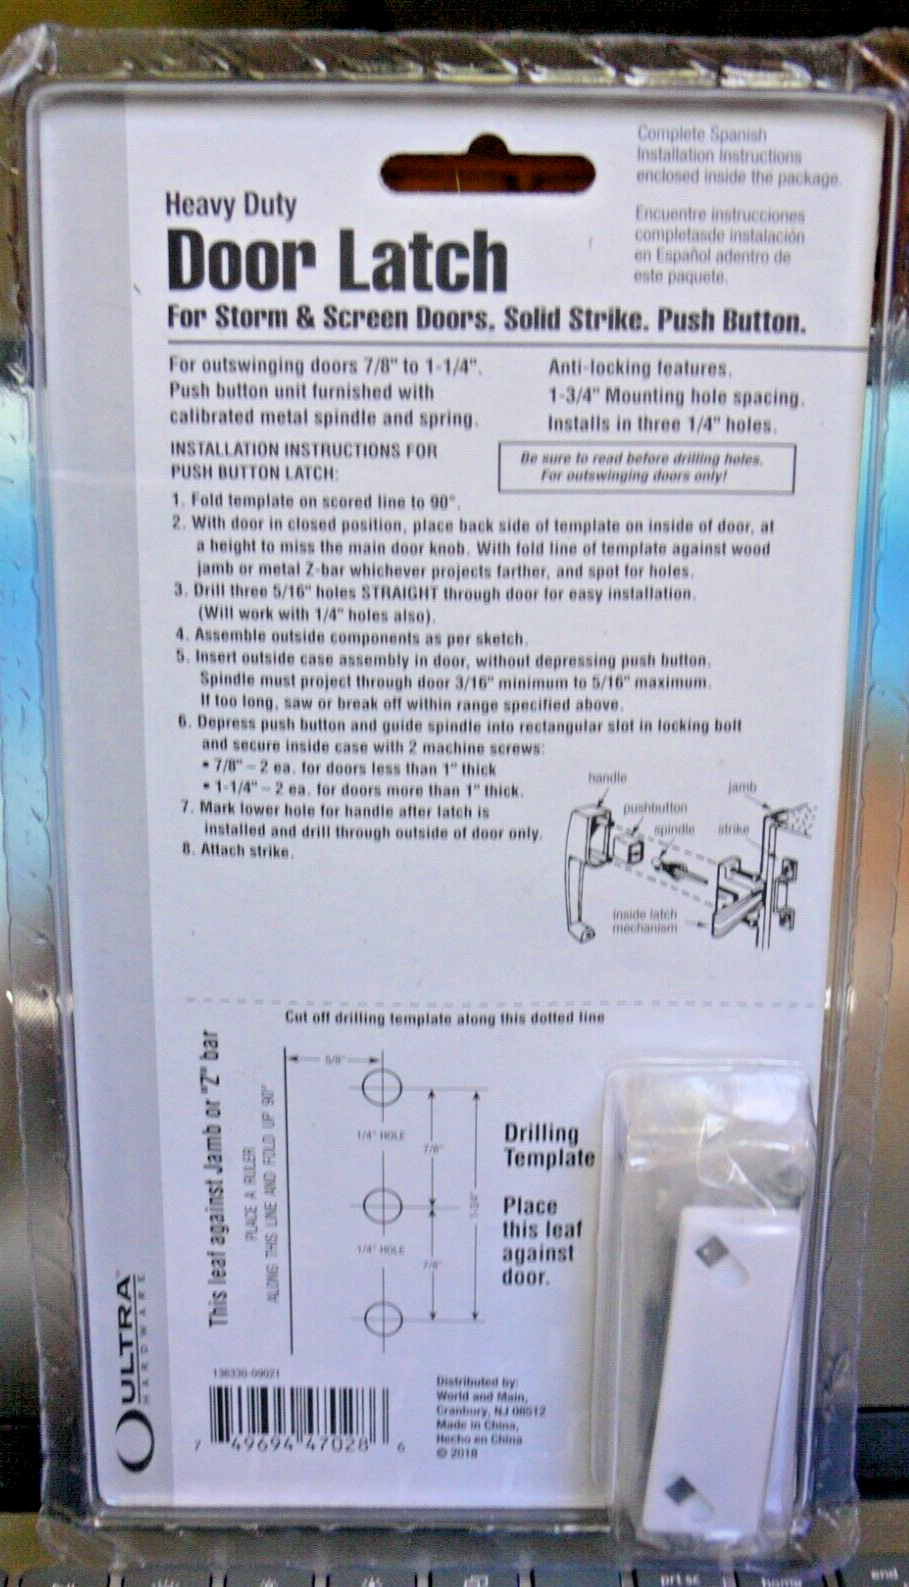 Complete Spanish
Installation Instructions
enclosed inside the package.
Encuentre instrucciones
completasde instalación
en Español adentro de
este paquete.
Heavy Duty
Door Latch
For Storm & Screen Doors. Solid Strike. Push Button.
For outswinging doors 7/8" to 1-1/4".
Push button unit furnished with
calibrated metal spindle and spring.
Anti-locking features.
1-3/4" Mounting hole spacing.
Installs in three 1/4" holes.
INSTALLATION INSTRUCTIONS FOR
PUSH BUTTON LATCH:
Be sure to read before drilling holes.
For outswinging doors only!
1. Fold template on scored line to 90°.
2. With door in closed position, place back side of template on inside of door, at
a height to miss the main door knob. With fold line of template against wood
jamb or metal Z-bar whichever projects farther, and spot for holes.
3. Drill three 5/16" holes STRAIGHT through door for easy installation.
(Will work with 1/4" holes also).
4. Assemble outside components as per sketch.
5. Insert outside case assembly in door, without depressing push button.
Spindle must project through door 3/16" minimum to 5/16" maximum.
If too long, saw or break off within range specified above.
6. Depress push button and guide spindle into rectangular slot in locking bolt
and secure inside case with 2 machine screws:
• 7/8" – 2 ea. for doors less than 1" thick
• 1-1/4" – 2 ea. for doors more than 1" thick.
7. Mark lower hole for handle after latch is
installed and drill through outside of door only.
8. Attach strike.
handle
pushbutton
spindle
jamb
strike
inside latch
mechanism
Cut off drilling template along this dotted line
This leaf against Jamb or "Z" bar
PLACE A RULER
ALONG THIS LINE AND FOLD UP 90°
5/8"
1/4" HOLE
7/8"
1-3/4"
1/4" HOLE
7/8"
Drilling
Template
Place
this leaf
against
door.
ULTRA
HARDWARE
136330-09021
7 49694 47028 6
Distributed by:
World and Main,
Cranbury, NJ 08512
Made in China,
Hecho en China
© 2018
prt sc
home
end